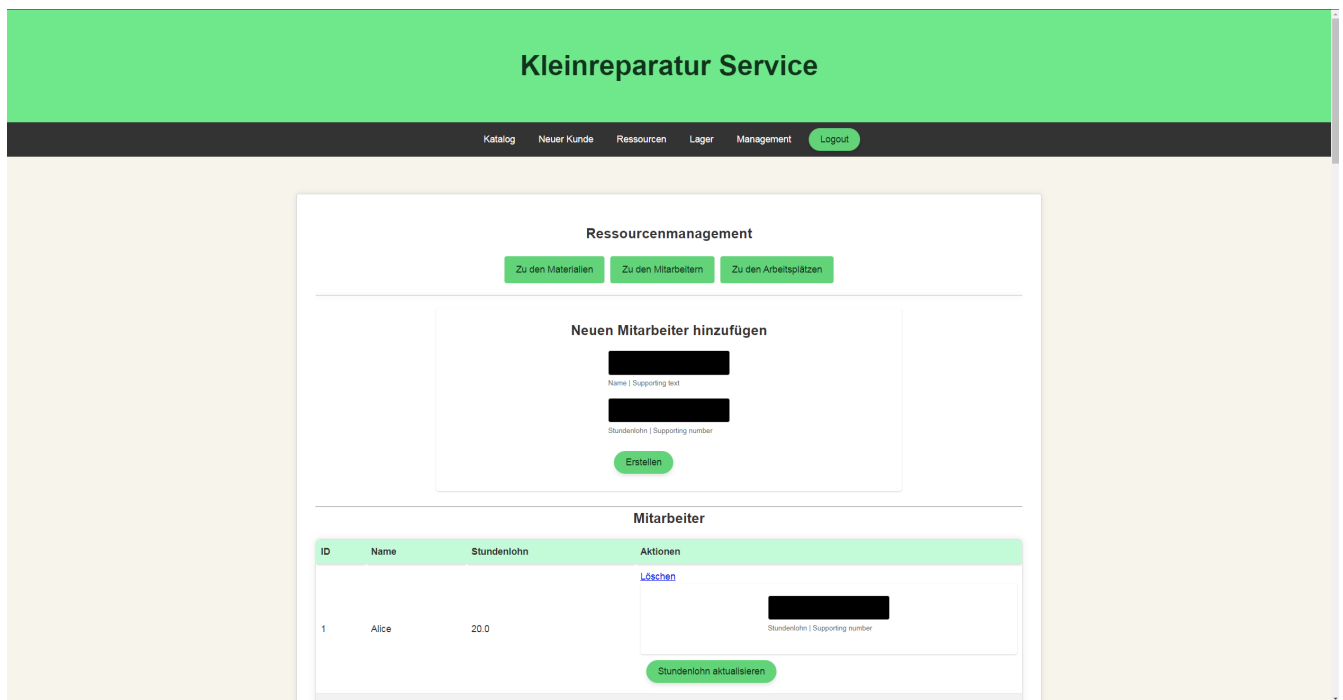 Kleinreparatur Service
Katalog Neuer Kunde Ressourcen Lager Management Logout
Ressourcenmanagement
Zu den Materialien Zu den Mitarbeitern Zu den Arbeitsplätzen
Neuen Mitarbeiter hinzufügen
Name | Supporting text
Stundenlohn | Supporting number
Erstellen
Mitarbeiter
ID Name Stundenlohn Aktionen
Löschen
1 Alice 20.0
Stundenlohn | Supporting number
Stundenlohn aktualisieren